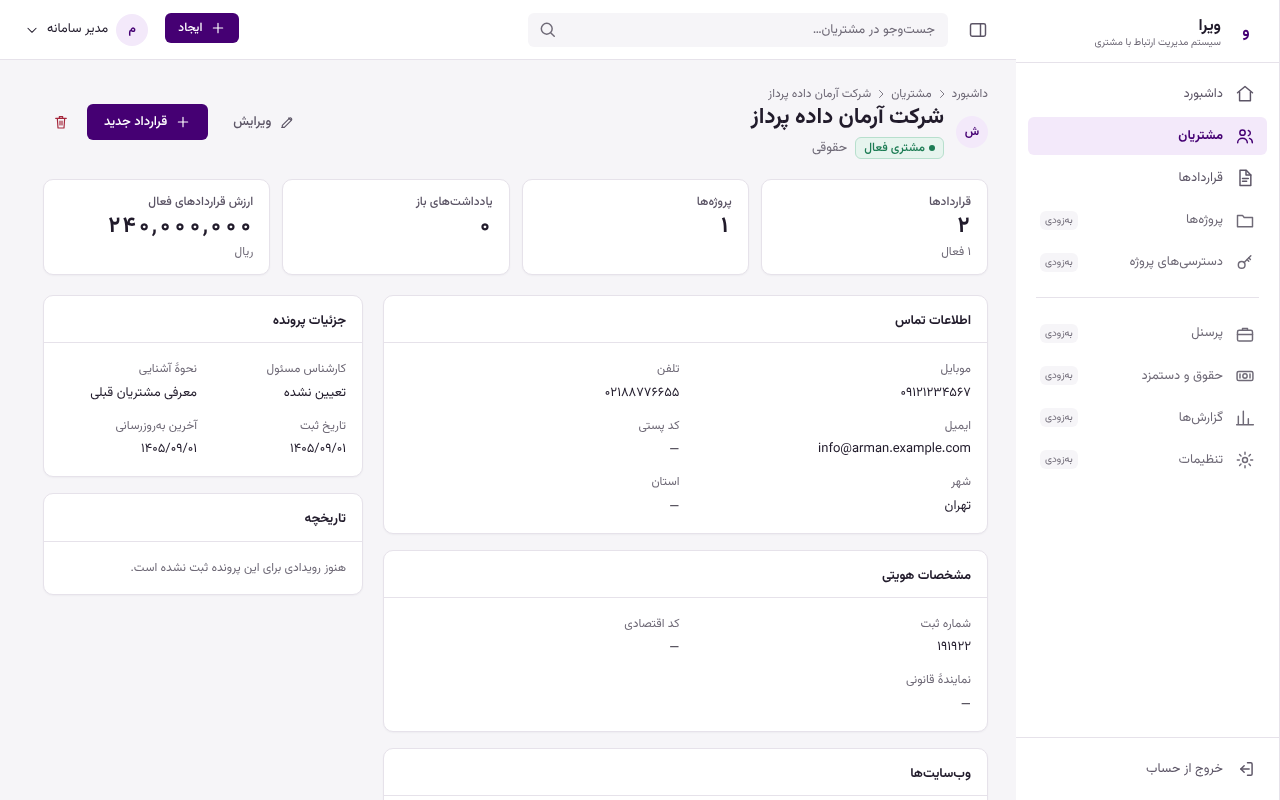 ویرا
سیستم مدیریت ارتباط با مشتری
و
داشبورد
مشتریان
قراردادها
پروژه‌ها
به‌زودی
دسترسی‌های پروژه
به‌زودی
پرسنل
به‌زودی
حقوق و دستمزد
به‌زودی
گزارش‌ها
به‌زودی
تنظیمات
به‌زودی
خروج از حساب
جست‌وجو در مشتریان...
ایجاد
م
مدیر سامانه
داشبورد
مشتریان
شرکت آرمان داده پرداز
ش
شرکت آرمان داده پرداز
مشتری فعال
حقوقی
ویرایش
قرارداد جدید
قراردادها
۲
۱ فعال
پروژه‌ها
۱
یادداشت‌های باز
۰
ارزش قراردادهای فعال
۲۴۰,۰۰۰,۰۰۰
ریال
اطلاعات تماس
موبایل
تلفن
۰۹۱۲۱۲۳۴۵۶۷
۰۲۱۸۸۷۷۶۶۵۵
ایمیل
کد پستی
info@arman.example.com
—
شهر
استان
تهران
—
مشخصات هویتی
شماره ثبت
کد اقتصادی
۱۹۱۹۲۲
—
نمایندهٔ قانونی
—
وب‌سایت‌ها
جزئیات پرونده
کارشناس مسئول
نحوهٔ آشنایی
تعیین نشده
معرفی مشتریان قبلی
تاریخ ثبت
آخرین به‌روزرسانی
۱۴۰۵/۰۹/۰۱
۱۴۰۵/۰۹/۰۱
تاریخچه
هنوز رویدادی برای این پرونده ثبت نشده است.